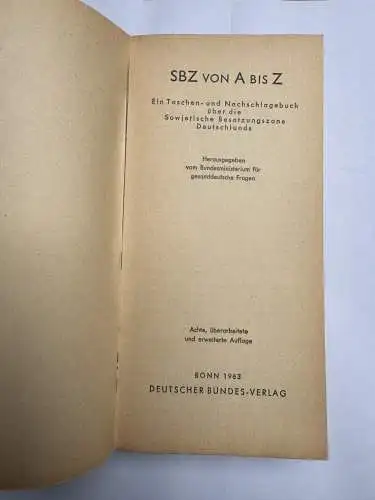 SBZ VON A BIS Z
Ein Taschen- und Nachschlagebuch
über die
Sowjetische Besatzungszone
Deutschlands
Herausgegeben
vom Bundesministerium für
gesamtdeutsche Fragen
Achte, überarbeitete
und erweiterte Auflage
BONN 1963
DEUTSCHER BUNDES-VERLAG